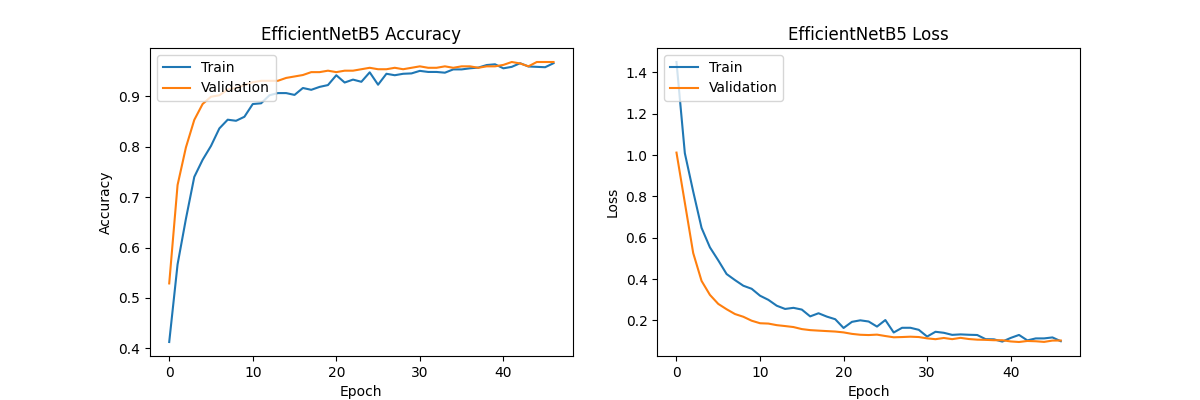 EfficientNetB5 Accuracy
Train
Validation
0.9
0.8
0.7
0.6
0.5
0.4
Accuracy
0
10
20
30
40
Epoch
EfficientNetB5 Loss
Train
Validation
1.4
1.2
1.0
0.8
0.6
0.4
0.2
Loss
0
10
20
30
40
Epoch